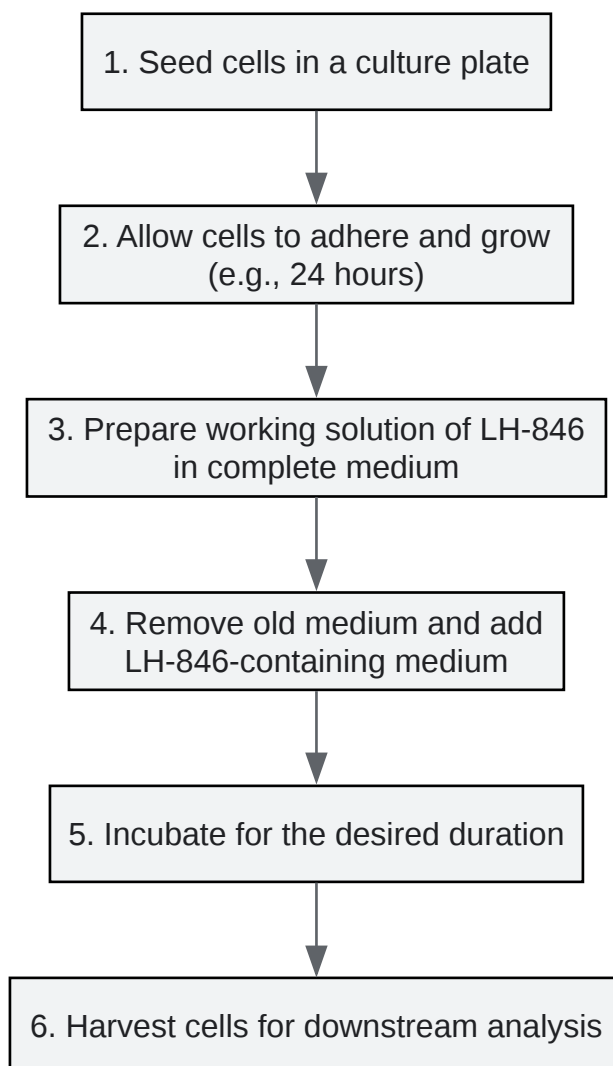 1. Seed cells in a culture plate
2. Allow cells to adhere and grow
(e.g., 24 hours)
3. Prepare working solution of LH-846
in complete medium
4. Remove old medium and add
LH-846-containing medium
5. Incubate for the desired duration
6. Harvest cells for downstream analysis